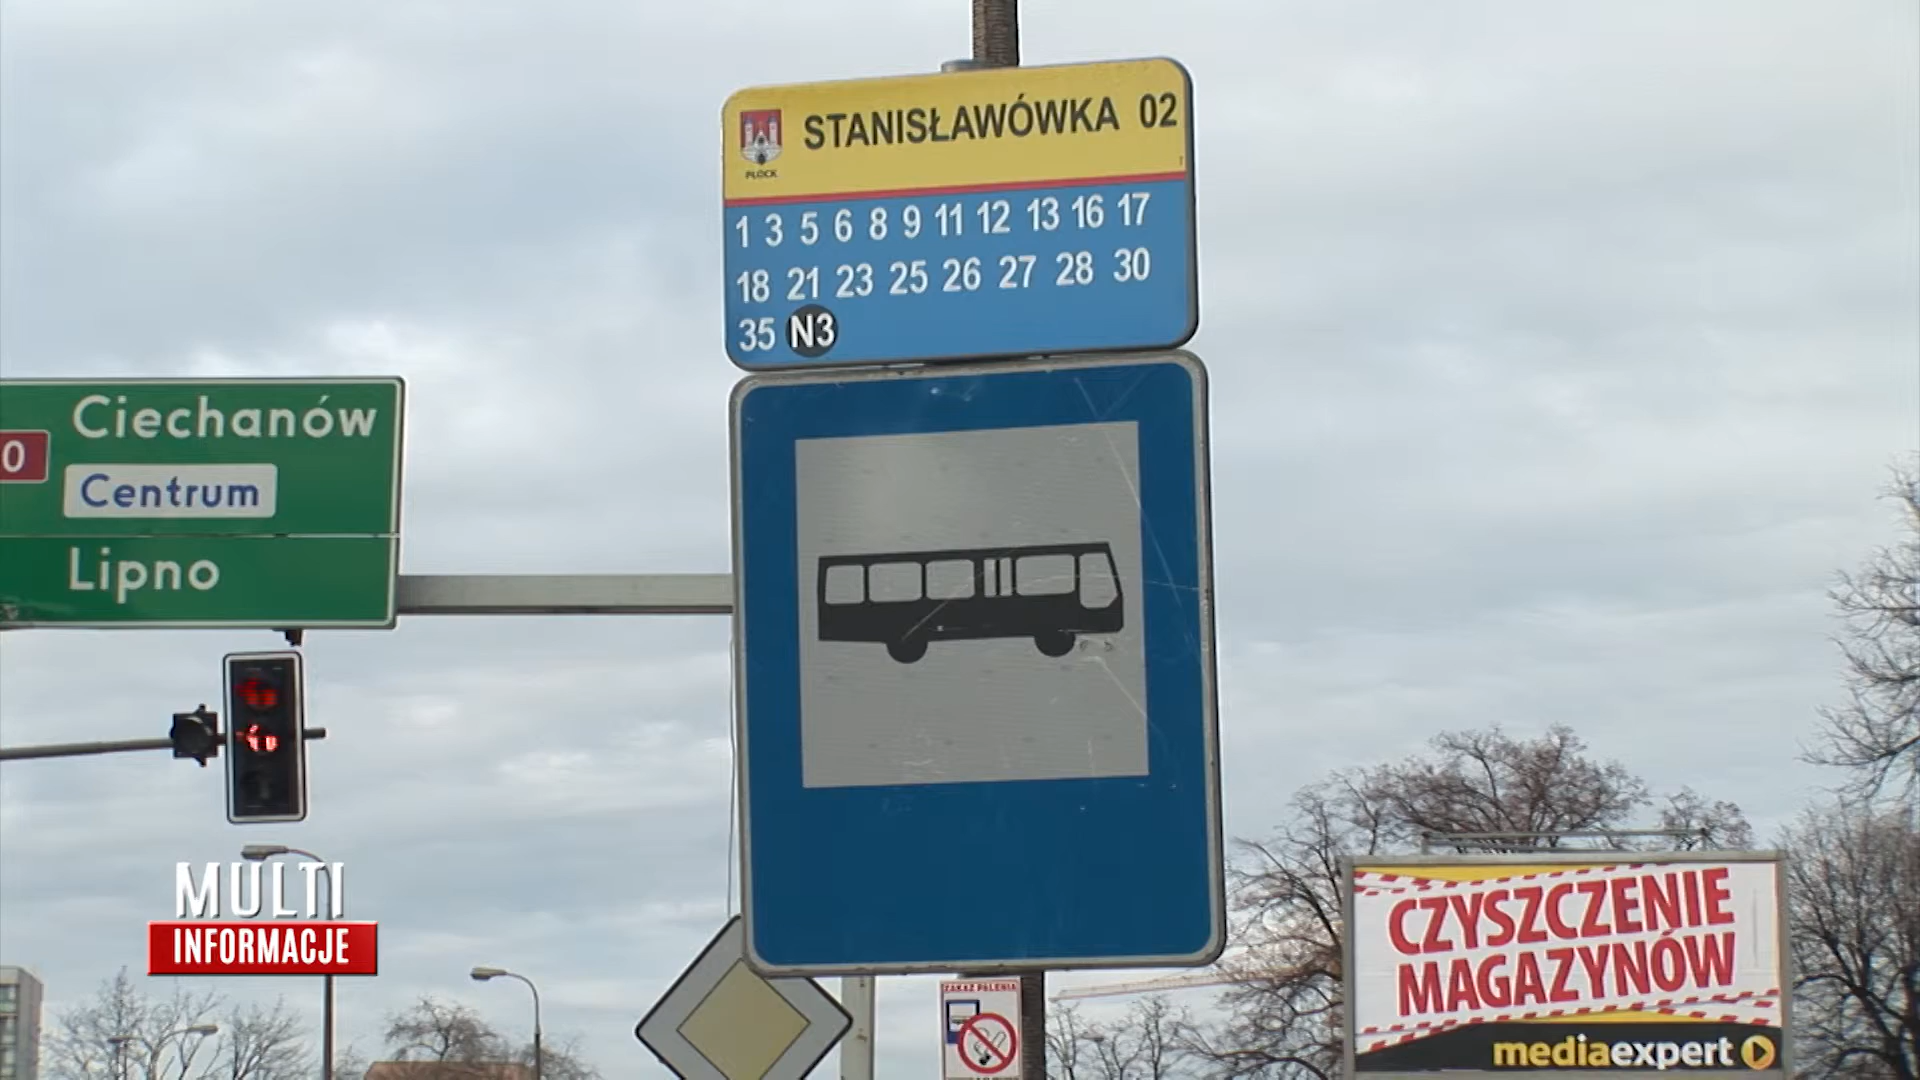 STANISŁAWÓWKA 02
PŁOCK
1 3 5 6 8 9 11 12 13 16 17
18 21 23 25 26 27 28 30
35 N3
Ciechanów
0
Centrum
Lipno
MULTI
INFORMACJE
ZAKAZ PALENIA
CZYSZCZENIE
MAGAZYNÓW
mediaexpert